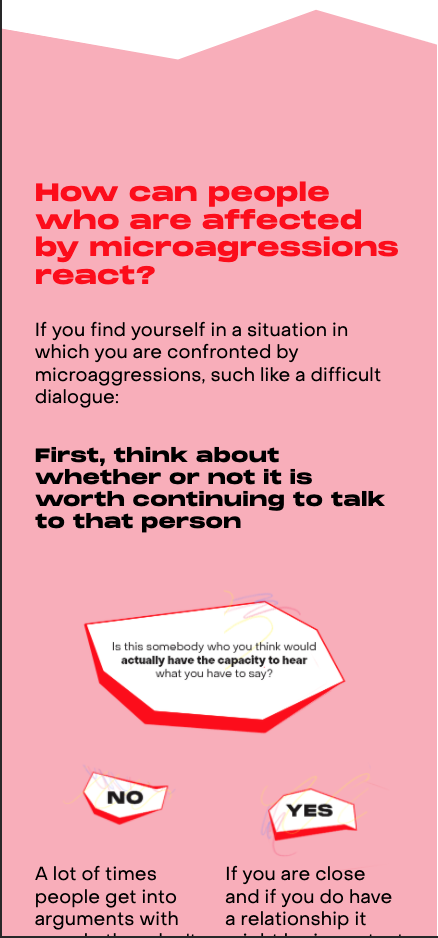 How can people
who are affected
by microagressions
react?
If you find yourself in a situation in
which you are confronted by
microaggressions, such like a difficult
dialogue:
First, think about
whether or not it is
worth continuing to talk
to that person
Is this somebody who you think would
actually have the capacity to hear
what you have to say?
NO
YES
A lot of times
people get into
arguments with
If you are close
and if you do have
a relationship it